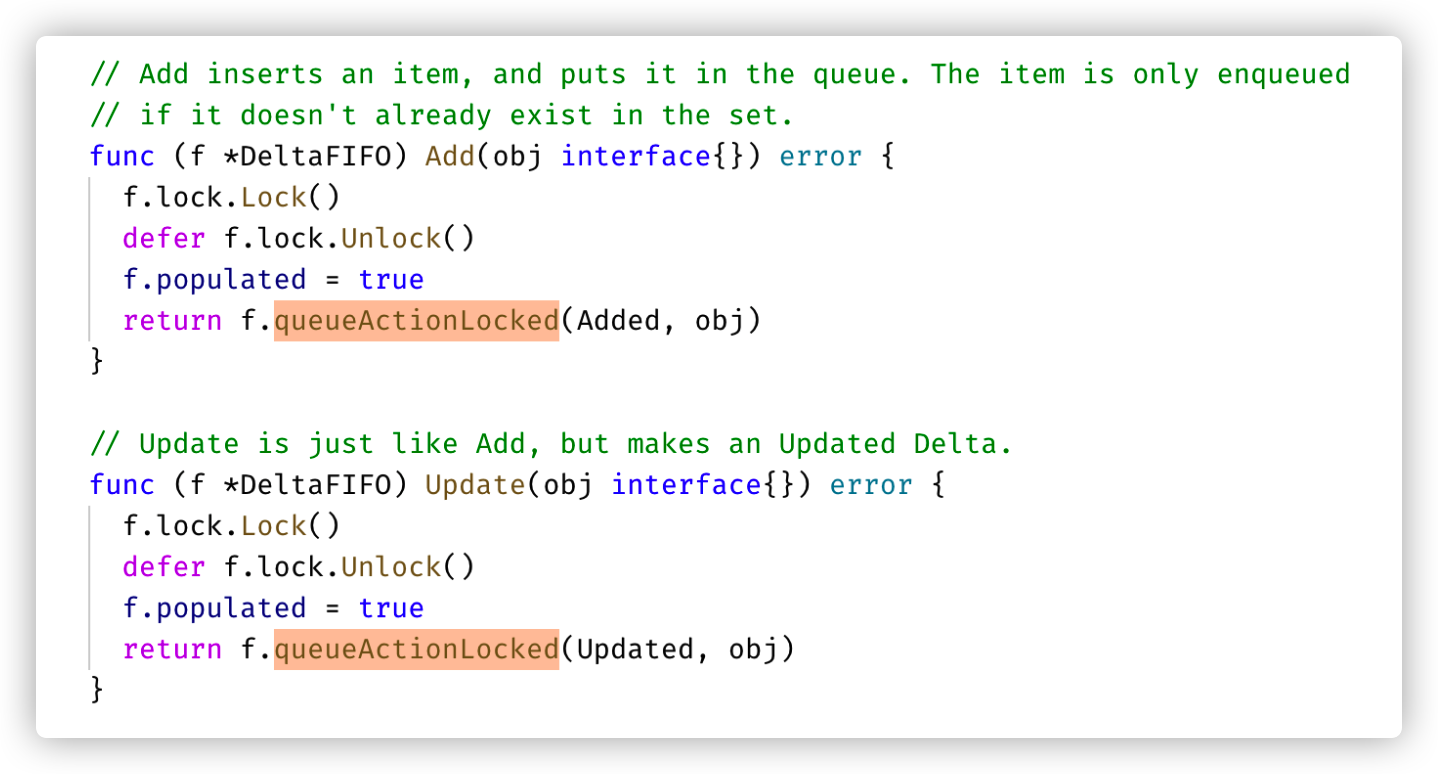 // Add inserts an item, and puts it in the queue. The item is only enqueued
// if it doesn't already exist in the set.
func (f *DeltaFIFO) Add(obj interface{}) error {
  f.lock.Lock()
  defer f.lock.Unlock()
  f.populated = true
  return f.queueActionLocked(Added, obj)
}

// Update is just like Add, but makes an Updated Delta.
func (f *DeltaFIFO) Update(obj interface{}) error {
  f.lock.Lock()
  defer f.lock.Unlock()
  f.populated = true
  return f.queueActionLocked(Updated, obj)
}